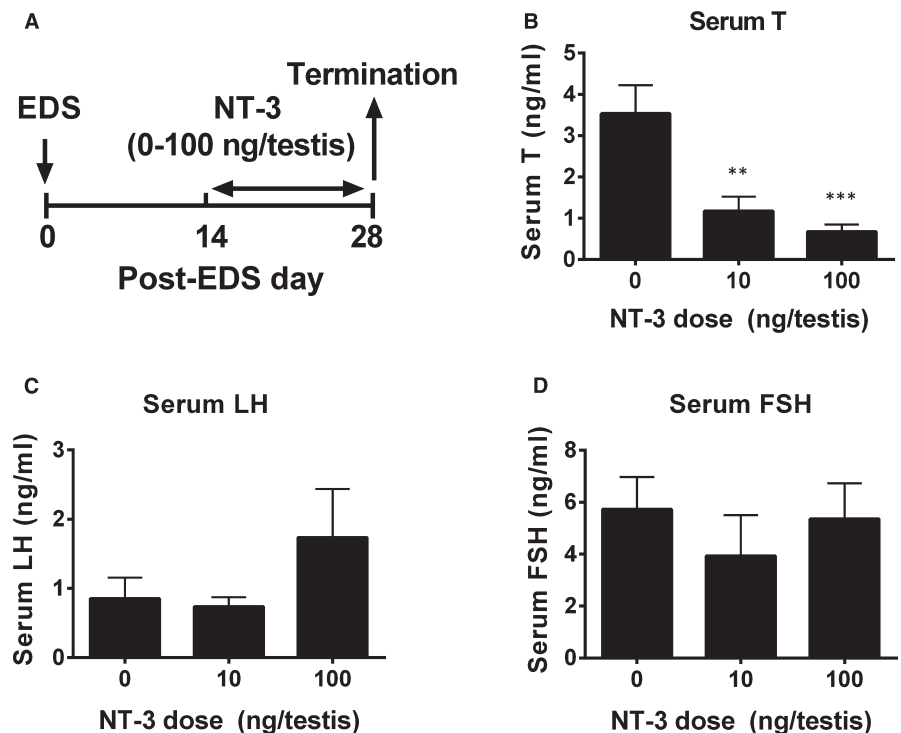 A
EDS
NT-3
(0-100 ng/testis)
Termination
0
14
28
Post-EDS day
B
Serum T
Serum T (ng/ml)
5
4
3
2
1
0
**
***
0
10
100
NT-3 dose (ng/testis)
C
Serum LH
Serum LH (ng/ml)
3
2
1
0
0
10
100
NT-3 dose (ng/testis)
D
Serum FSH
Serum FSH (ng/ml)
8
6
4
2
0
0
10
100
NT-3 dose (ng/testis)